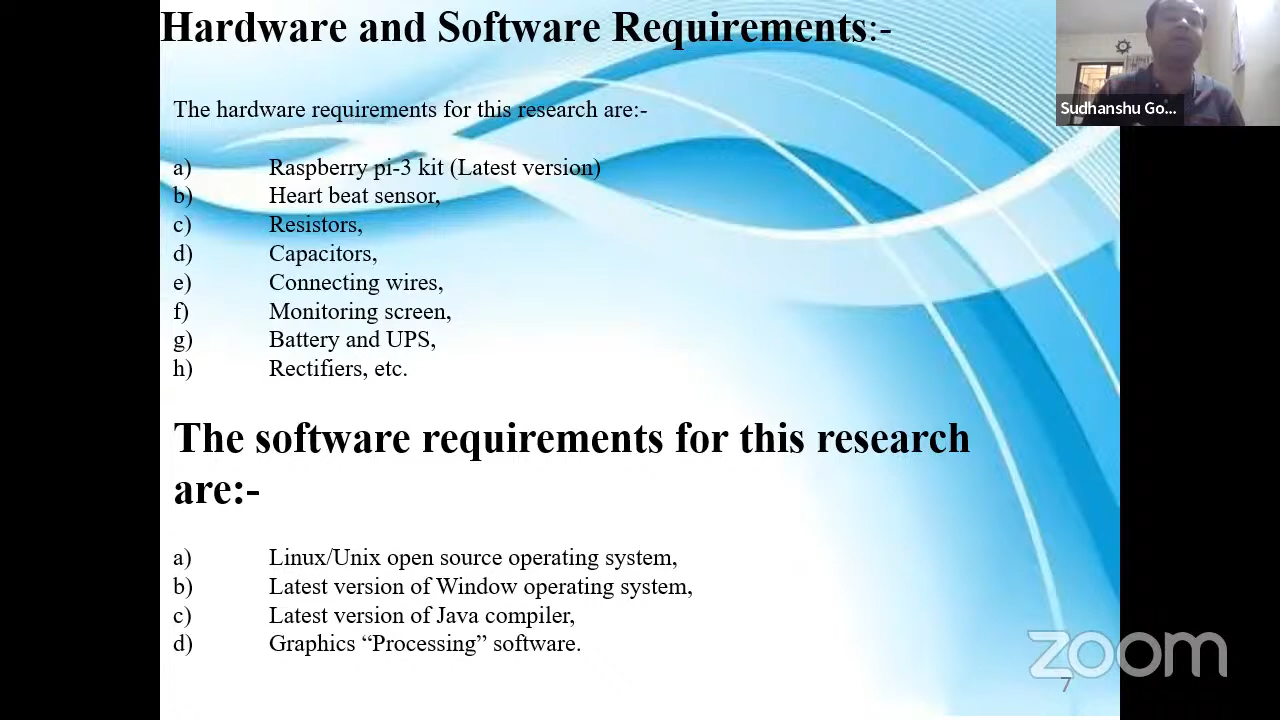 Hardware and Software Requirements:-
Sudhanshu Go...
The hardware requirements for this research are:-
a) Raspberry pi-3 kit (Latest version)
b) Heart beat sensor,
c) Resistors,
d) Capacitors,
e) Connecting wires,
f) Monitoring screen,
g) Battery and UPS,
h) Rectifiers, etc.
The software requirements for this research
are:-
a) Linux/Unix open source operating system,
b) Latest version of Window operating system,
c) Latest version of Java compiler,
d) Graphics “Processing” software.
zoom
7